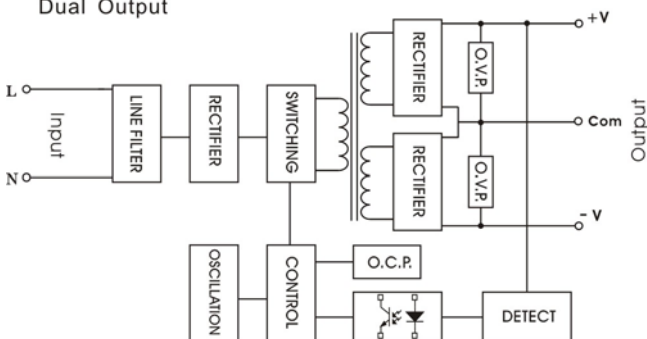 Dual Output
L
N
Input
LINE FILTER
RECTIFIER
SWITCHING
RECTIFIER
RECTIFIER
O.V.P.
O.V.P.
+V
Com
- V
Output
OSCILLATION
CONTROL
O.C.P.
DETECT